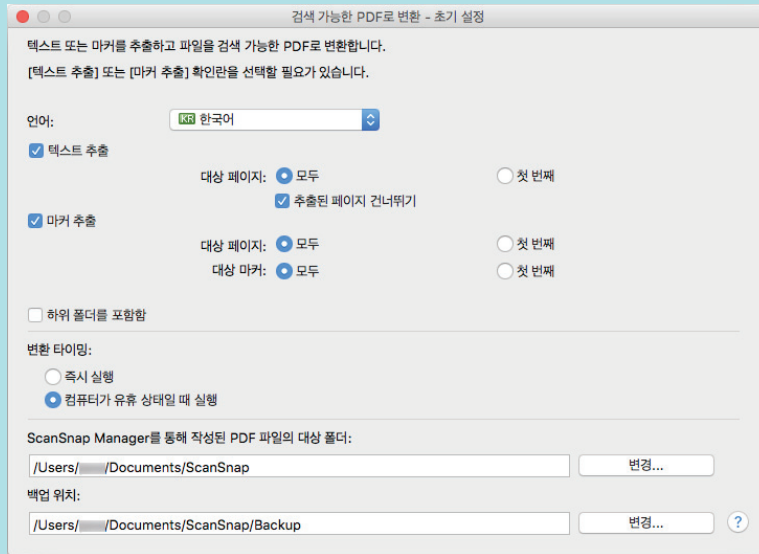 검색 가능한 PDF로 변환 - 초기 설정
텍스트 또는 마커를 추출하고 파일을 검색 가능한 PDF로 변환합니다.
[텍스트 추출] 또는 [마커 추출] 확인란을 선택할 필요가 있습니다.
언어: KR 한국어
텍스트 추출
대상 페이지: 모두 첫 번째
추출된 페이지 건너뛰기
마커 추출
대상 페이지: 모두 첫 번째
대상 마커: 모두 첫 번째
하위 폴더를 포함함
변환 타이밍:
즉시 실행
컴퓨터가 유휴 상태일 때 실행
ScanSnap Manager를 통해 작성된 PDF 파일의 대상 폴더:
/Users/ /Documents/ScanSnap 변경...
백업 위치:
/Users/ /Documents/ScanSnap/Backup 변경... ?